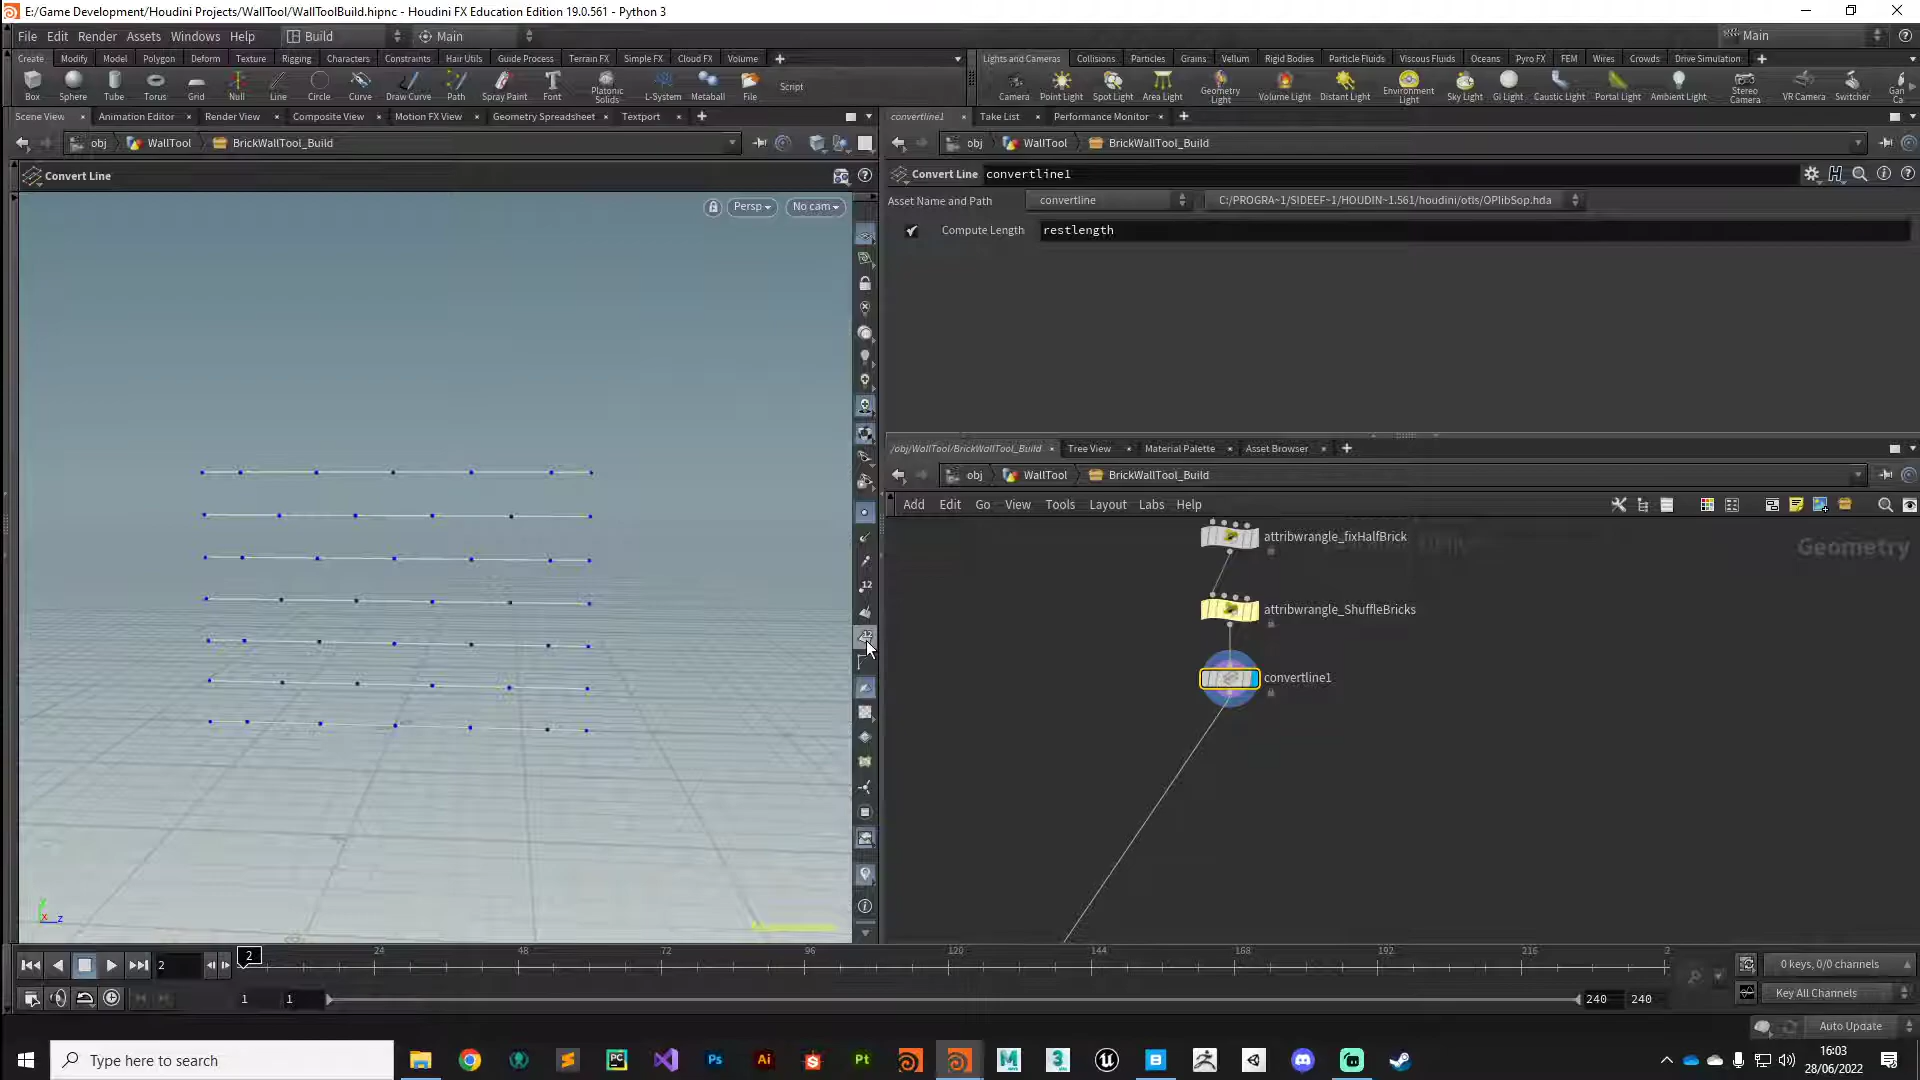 E:/Game Development/Houdini Projects/WallTool/WallToolBuild.hipnc - Houdini FX Education Edition 19.0.561 - Python 3
File Edit Render Assets Windows Help Build Main Main
Create Modify Model Polygon Deform Texture Rigging Characters Constraints Hair Utils Guide Process Terrain FX Simple FX Cloud FX Volume
Lights and Cameras Collisions Particles Grains Vellum Rigid Bodies Particle Fluids Viscous Fluids Oceans Pyro FX FEM Wires Crowds Drive Simulation
Box Sphere Tube Torus Grid Null Line Circle Curve Draw Curve Path Spray Paint Font Platonic Solids L-System Metaball File Script
Camera Point Light Spot Light Area Light Geometry Light Volume Light Distant Light Environment Light Sky Light GI Light Caustic Light Portal Light Ambient Light Stereo Camera VR Camera Switcher Gan Ca
Scene View Animation Editor Render View Composite View Motion FX View Geometry Spreadsheet Textport
convertline1 Take List Performance Monitor
obj WallTool BrickWallTool_Build
obj WallTool BrickWallTool_Build
Convert Line
Convert Line convertline1
Asset Name and Path convertline C:/PROGRA~1/SIDEEF~1/HOUDIN~1.561/houdini/otls/OPlibSop.hda
Persp No cam
Compute Length restlength
/obj/WallTool/BrickWallTool_Build Tree View Material Palette Asset Browser
obj WallTool BrickWallTool_Build
Add Edit Go View Tools Layout Labs Help
attribwrangle_fixHalfBrick
Geometry
12
attribwrangle_ShuffleBricks
12
convertline1
y
x z
2 2 24 48 72 96 120 144 168 192 216 2
0 keys, 0/0 channels
1 1 240 240
Key All Channels
Auto Update
Type here to search
16:03
28/06/2022